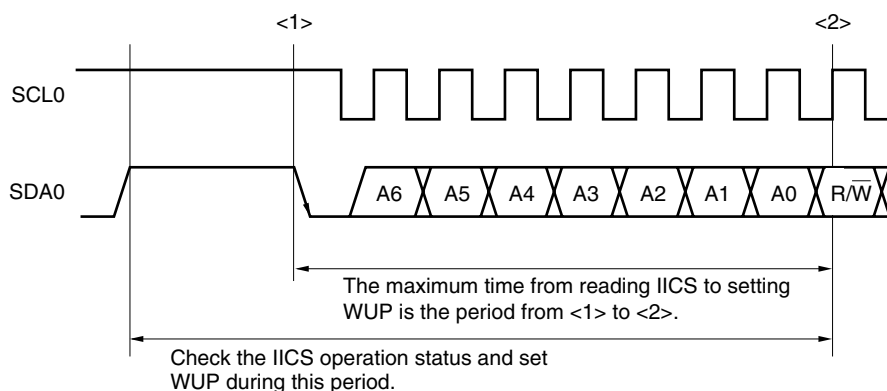 <1> <2>
SCL0
SDA0 A6 A5 A4 A3 A2 A1 A0 R/W̅
The maximum time from reading IICS to setting
WUP is the period from <1> to <2>.
Check the IICS operation status and set
WUP during this period.